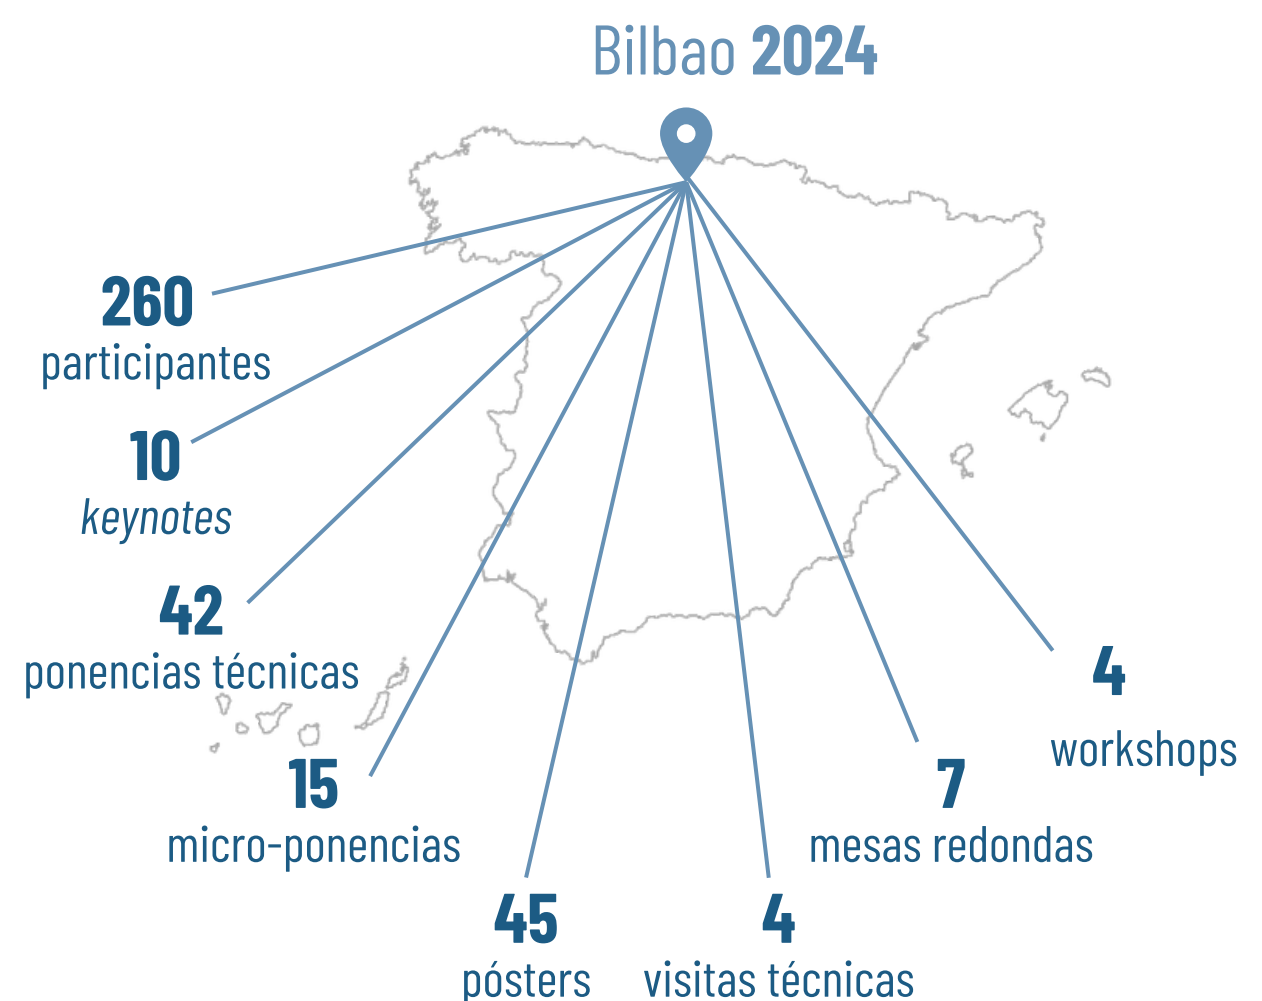 Bilbao 2024
260
participantes
10
keynotes
42
ponencias técnicas
15
micro-ponencias
45
pósters
4
visitas técnicas
7
mesas redondas
4
workshops